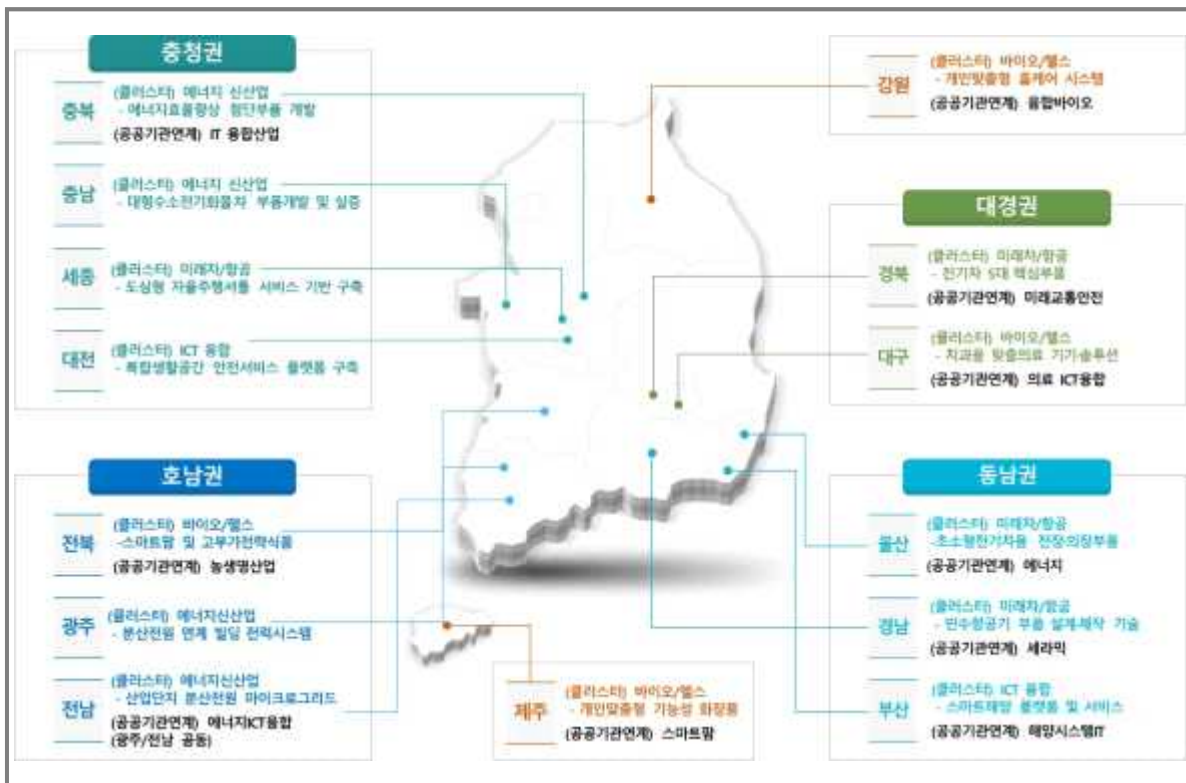 충청권
충북
(클러스터) 에너지 신산업
- 에너지효율향상 첨단부품 개발
(공공기관연계) IT 융합산업
충남
(클러스터) 에너지 신산업
- 대형수소전기화물차 부품개발 및 실증
세종
(클러스터) 미래차/항공
- 도심형 자율주행셔틀 서비스 기반 구축
대전
(클러스터) ICT 융합
- 복합생활공간 안전서비스 플랫폼 구축
호남권
전북
(클러스터) 바이오/헬스
-스마트팜 및 고부가전략식품
(공공기관연계) 농생명산업
광주
(클러스터) 에너지신산업
- 분산전원 연계 빌딩 전력시스템
전남
(클러스터) 에너지신산업
- 산업단지 분산전원 마이크로그리드
(공공기관연계) 에너지ICT융합
(광주/전남 공동)
강원
(클러스터) 바이오/헬스
- 개인맞춤형 홈케어 시스템
(공공기관연계) 융합바이오
대경권
경북
(클러스터) 미래차/항공
- 전기차 5대 핵심부품
(공공기관연계) 미래교통안전
대구
(클러스터) 바이오/헬스
- 치과용 맞춤의료 기기·솔루션
(공공기관연계) 의료 ICT융합
동남권
울산
(클러스터) 미래차/항공
-초소형전기차용 전장의장부품
(공공기관연계) 에너지
경남
(클러스터) 미래차/항공
- 민수항공기 부품 설계·제작 기술
(공공기관연계) 세라믹
부산
(클러스터) ICT 융합
- 스마트해양 플랫폼 및 서비스
(공공기관연계) 해양시스템IT
제주
(클러스터) 바이오/헬스
- 개인맞춤형 기능성 화장품
(공공기관연계) 스마트팜